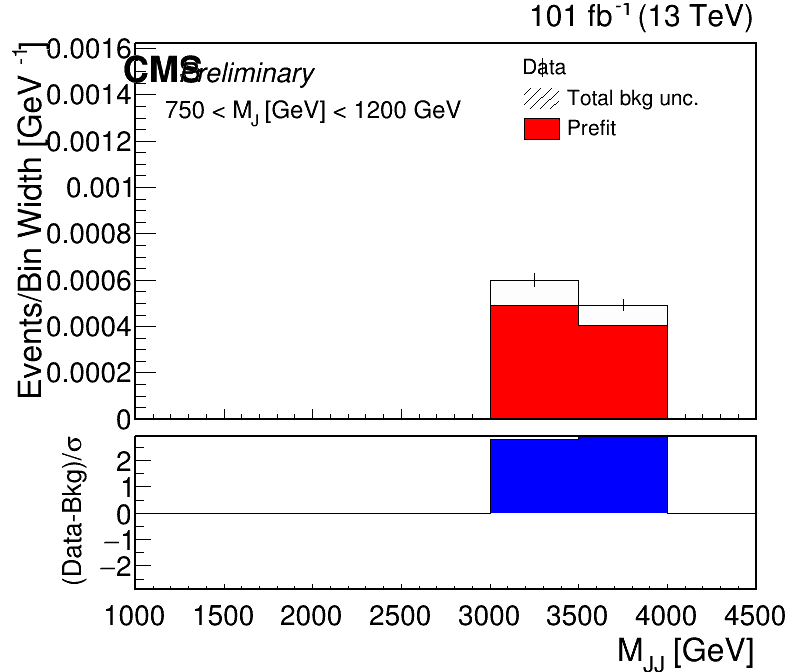 101 fb-1 (13 TeV)
CMS Preliminary
750 < MJ [GeV] < 1200 GeV
Data
Total bkg unc.
Prefit
Events/Bin Width [GeV-1]
0.0016
0.0014
0.0012
0.001
0.0008
0.0006
0.0004
0.0002
0
(Data-Bkg)/σ
2
1
0
−1
−2
1000 1500 2000 2500 3000 3500 4000 4500
MJJ [GeV]